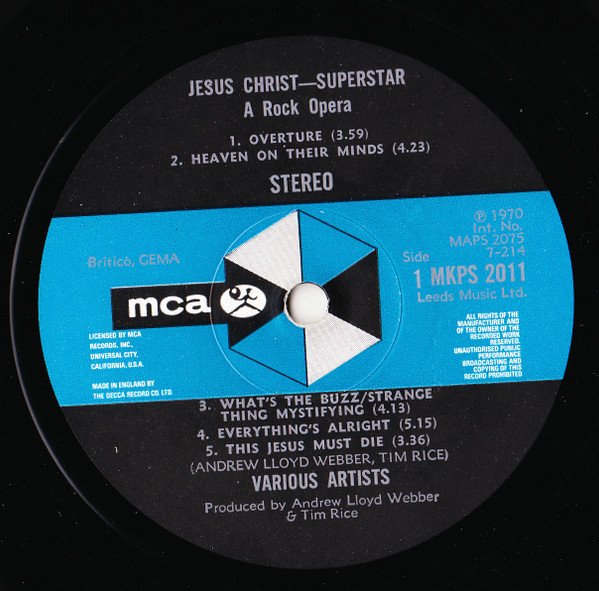 JESUS CHRIST—SUPERSTAR
A Rock Opera
1. OVERTURE (3.59)
2. HEAVEN ON THEIR MINDS (4.23)
STEREO
℗ 1970
Int. No.
MAPS 2075
7-214
Side
1 MKPS 2011
Leeds Music Ltd.
Britico, GEMA
mca
LICENSED BY MCA
RECORDS, INC.,
UNIVERSAL CITY,
CALIFORNIA, U.S.A.
MADE IN ENGLAND BY
THE DECCA RECORD CO. LTD.
ALL RIGHTS OF THE
MANUFACTURER AND
OF THE OWNER OF THE
RECORDED WORK
RESERVED.
UNAUTHORISED PUBLIC
PERFORMANCE
BROADCASTING AND
COPYING OF THIS
RECORD PROHIBITED
3. WHAT'S THE BUZZ/STRANGE
THING MYSTIFYING (4.13)
4. EVERYTHING'S ALRIGHT (5.15)
5. THIS JESUS MUST DIE (3.36)
(ANDREW LLOYD WEBBER, TIM RICE)
VARIOUS ARTISTS
Produced by Andrew Lloyd Webber
& Tim Rice